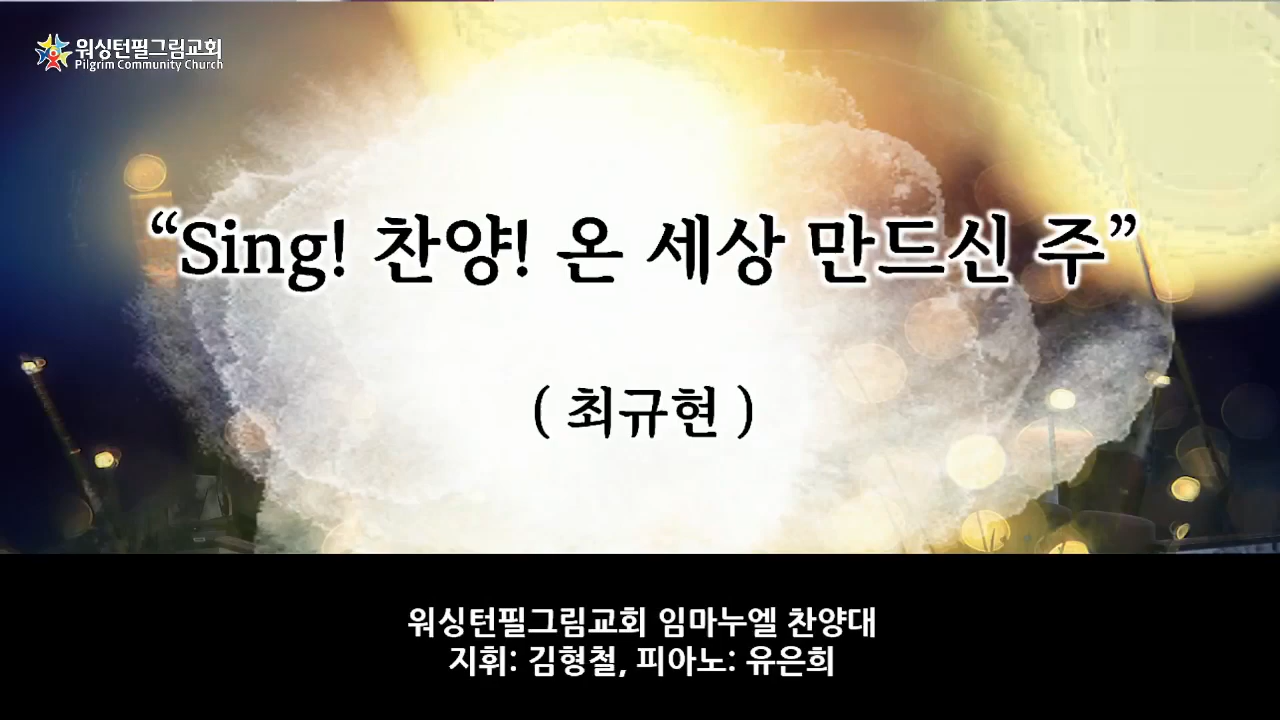 워싱턴필그림교회
Pilgrim Community Church
“Sing! 찬양! 온 세상 만드신 주”
( 최규현 )
워싱턴필그림교회 임마누엘 찬양대
지휘: 김형철, 피아노: 유은희